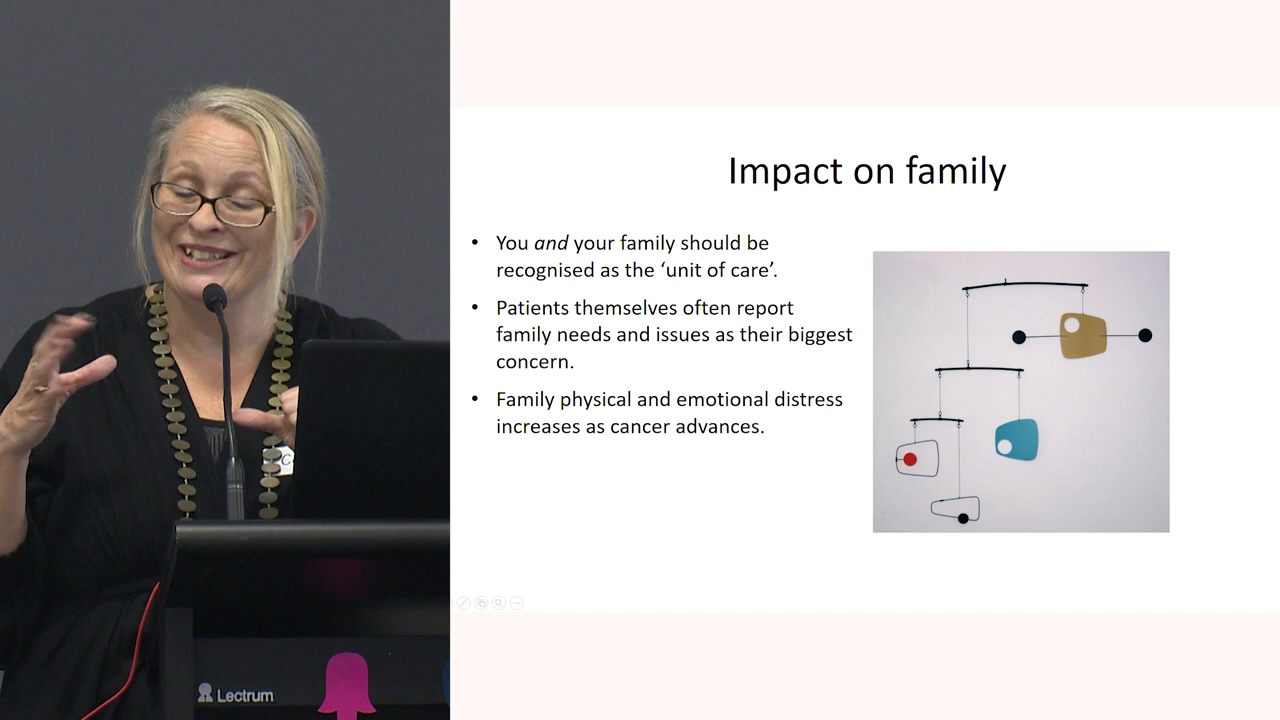 Impact on family
• You and your family should be
recognised as the ‘unit of care’.
• Patients themselves often report
family needs and issues as their biggest
concern.
• Family physical and emotional distress
increases as cancer advances.
C
Lectrum